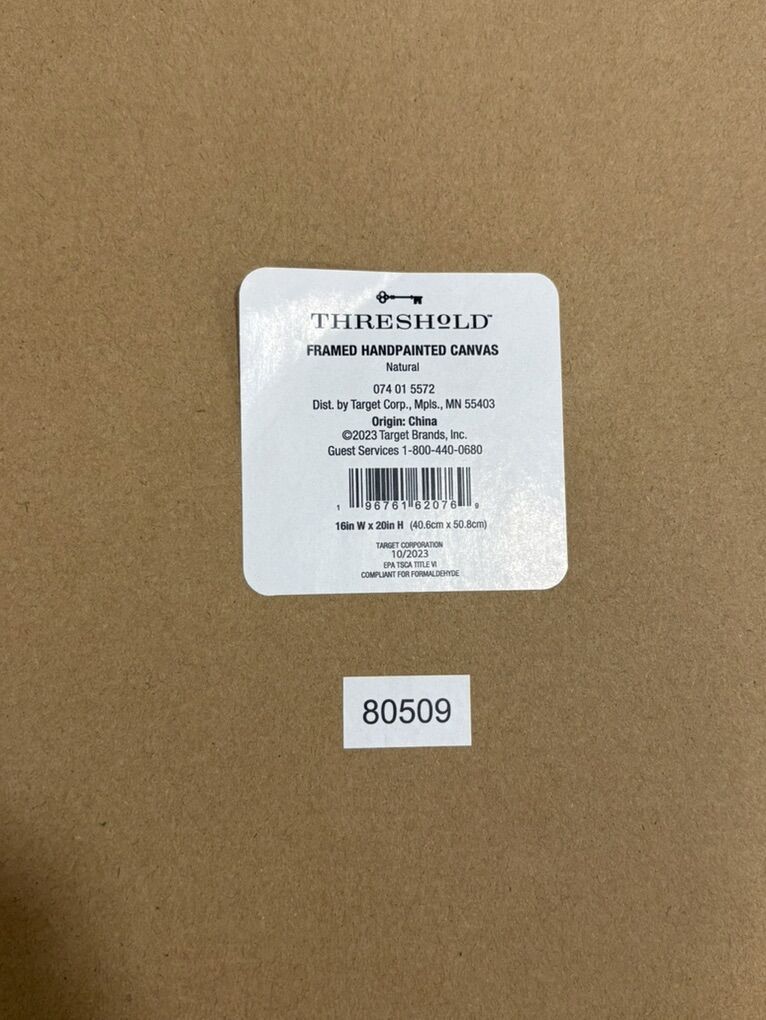 THRESHOLD™
FRAMED HANDPAINTED CANVAS
Natural
074 01 5572
Dist. by Target Corp., Mpls., MN 55403
Origin: China
©2023 Target Brands, Inc.
Guest Services 1-800-440-0680
1 96761 62076 9
16in W x 20in H (40.6cm x 50.8cm)
TARGET CORPORATION
10/2023
EPA TSCA TITLE VI
COMPLIANT FOR FORMALDEHYDE
80509